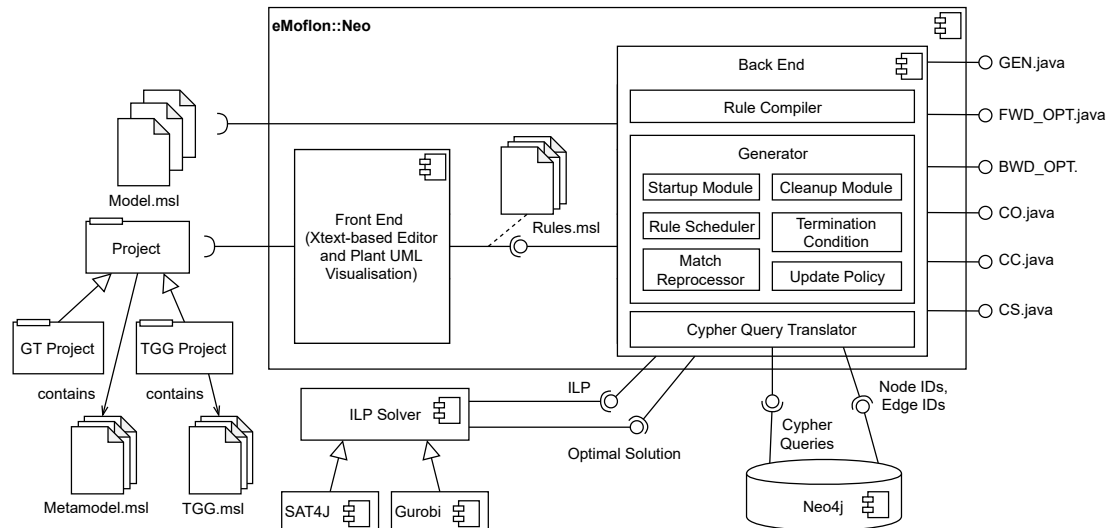 eMoflon::Neo
Back End
GEN.java
Rule Compiler
FWD_OPT.java
Generator
BWD_OPT.
Startup Module
Cleanup Module
Model.msl
Front End
(Xtext-based Editor
and Plant UML
Visualisation)
Rules.msl
Rule Scheduler
Termination
Condition
CO.java
Project
Match
Reprocessor
Update Policy
CC.java
CS.java
GT Project
TGG Project
Cypher Query Translator
contains
contains
ILP
Node IDs,
Edge IDs
ILP Solver
Optimal Solution
Cypher
Queries
Metamodel.msl
TGG.msl
SAT4J
Gurobi
Neo4j